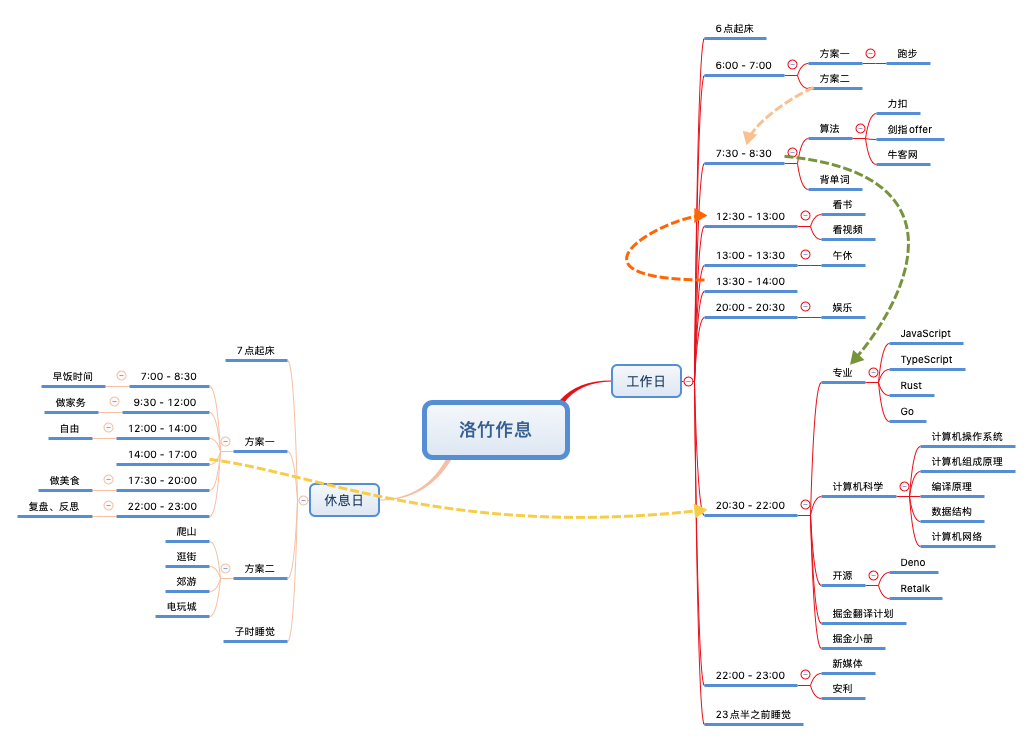 洛竹作息
工作日
6点起床
6:00 - 7:00
方案一
跑步
方案二
7:30 - 8:30
算法
力扣
剑指offer
牛客网
背单词
12:30 - 13:00
看书
看视频
13:00 - 13:30
午休
13:30 - 14:00
20:00 - 20:30
娱乐
20:30 - 22:00
专业
JavaScript
TypeScript
Rust
Go
计算机科学
计算机操作系统
计算机组成原理
编译原理
数据结构
计算机网络
开源
Deno
Retalk
掘金翻译计划
掘金小册
22:00 - 23:00
新媒体
安利
23点半之前睡觉
休息日
7点起床
方案一
7:00 - 8:30
早饭时间
9:30 - 12:00
做家务
12:00 - 14:00
自由
14:00 - 17:00
17:30 - 20:00
做美食
22:00 - 23:00
复盘、反思
方案二
爬山
逛街
郊游
电玩城
子时睡觉